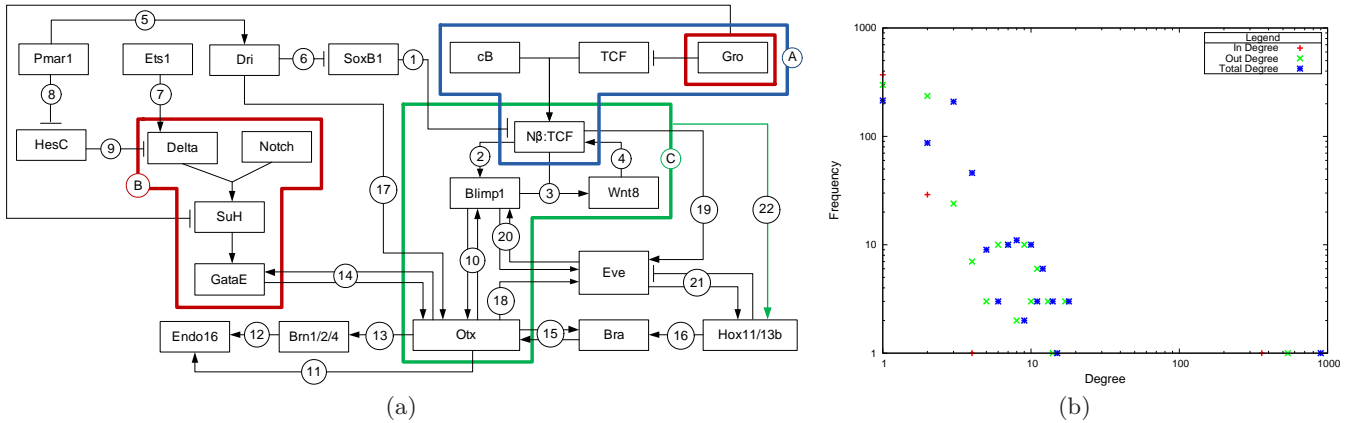 5
Pmar1
Ets1
Dri
6
SoxB1
1
cB
TCF
Gro
A
8
7
HesC
9
Delta
Notch
Nβ:TCF
C
B
2
4
3
17
Blimp1
Wnt8
SuH
19
22
20
10
GataE
14
Eve
21
18
Endo16
12
Brn1/2/4
13
Otx
15
Bra
16
Hox11/13b
11
(a)
1000
100
10
1
Frequency
1
10
100
1000
Degree
Legend
In Degree
Out Degree
Total Degree
(b)